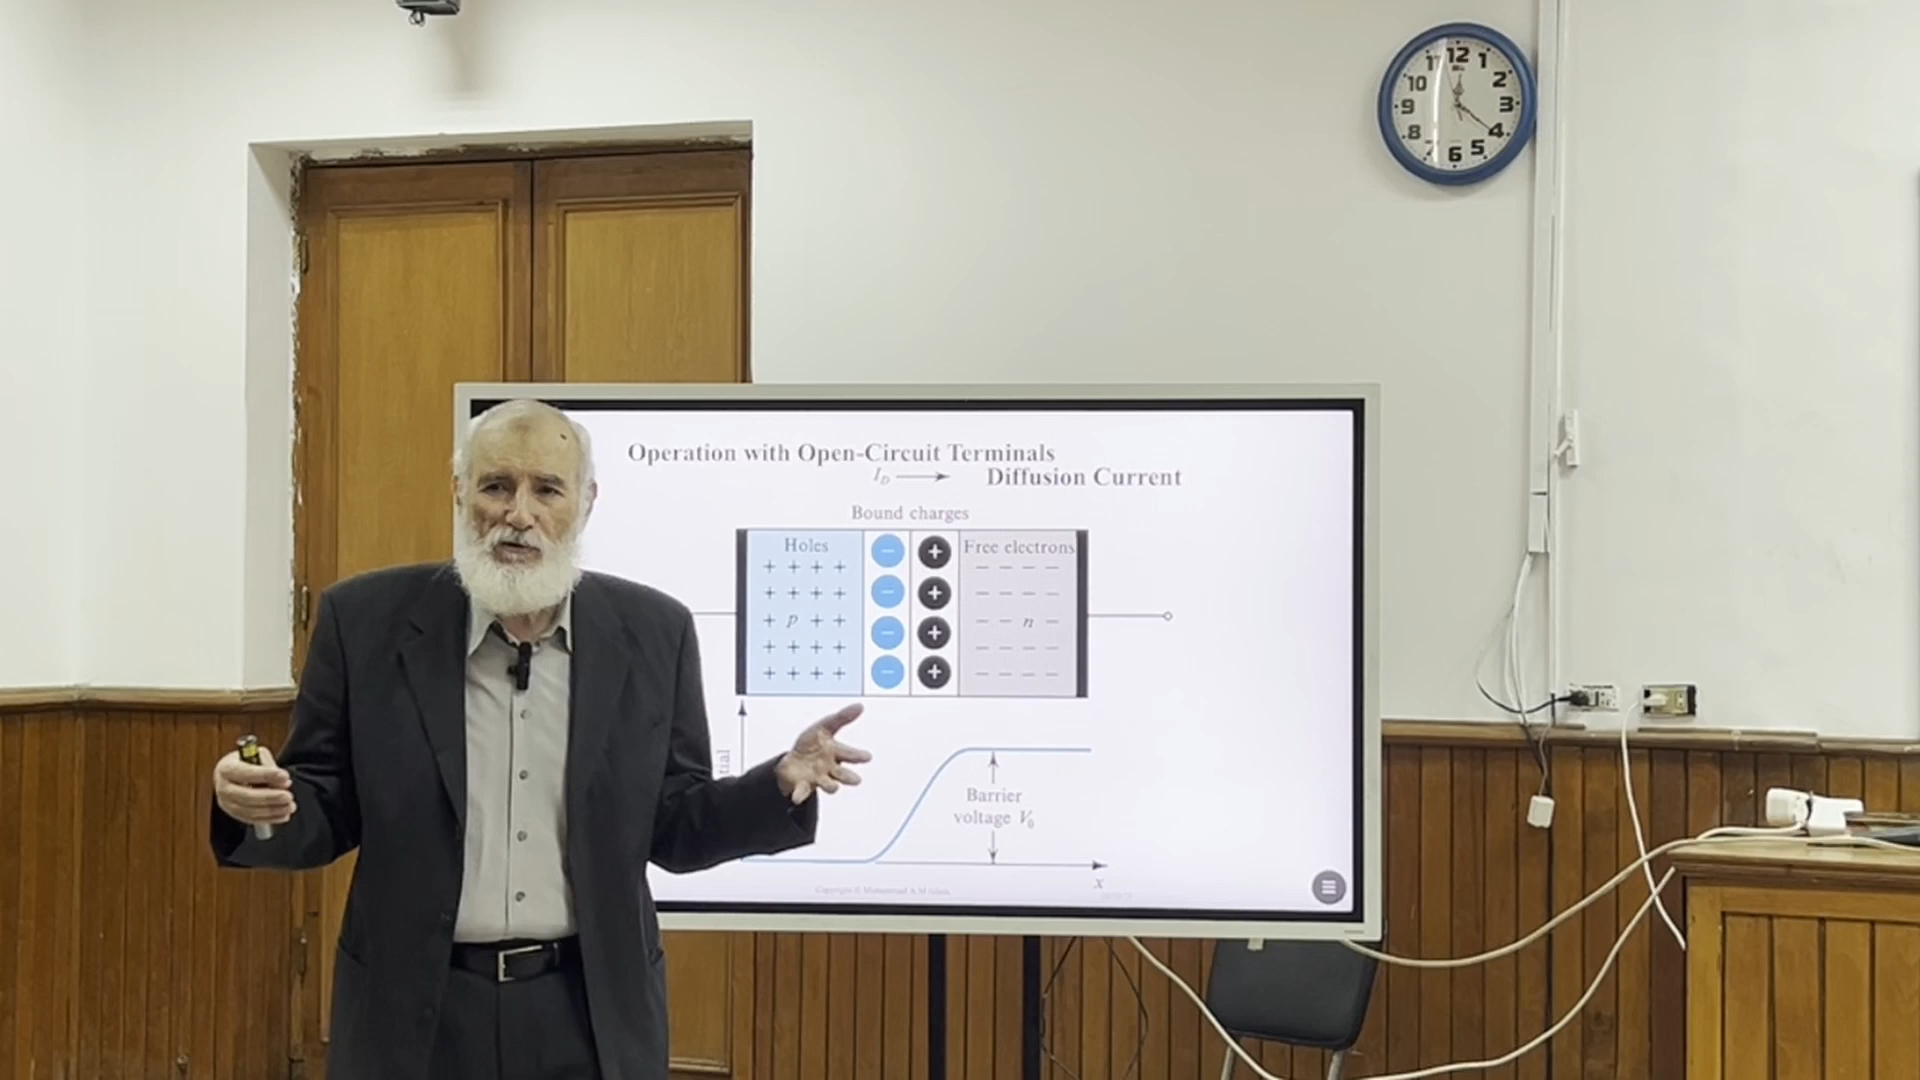 12
11
1
10
2
9
3
8
4
7
6
5
Operation with Open-Circuit Terminals
I_D → Diffusion Current
Bound charges
Holes
Free electrons
+ + + +
− + − − − −
+ + + +
− + − − − −
+ p + +
− + − − n −
+ + + +
− + − − − −
+ + + +
tial
Barrier
voltage V_0
x